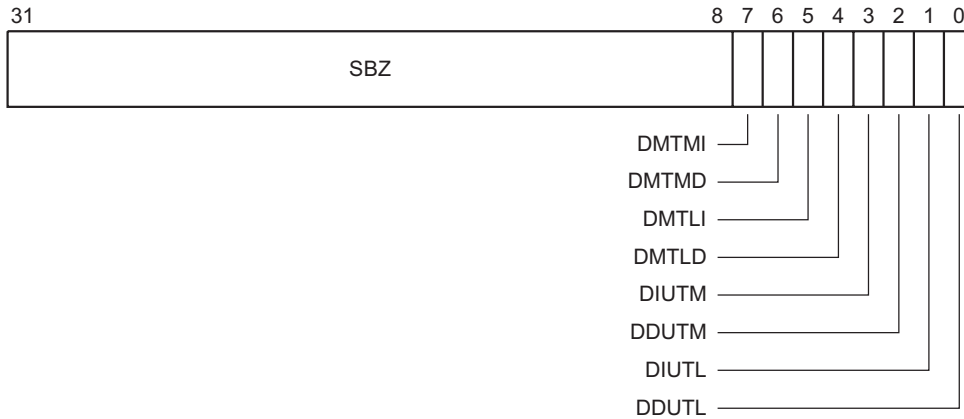 31 8 7 6 5 4 3 2 1 0
SBZ
DMTMI
DMTMD
DMTLI
DMTLD
DIUTM
DDUTM
DIUTL
DDUTL